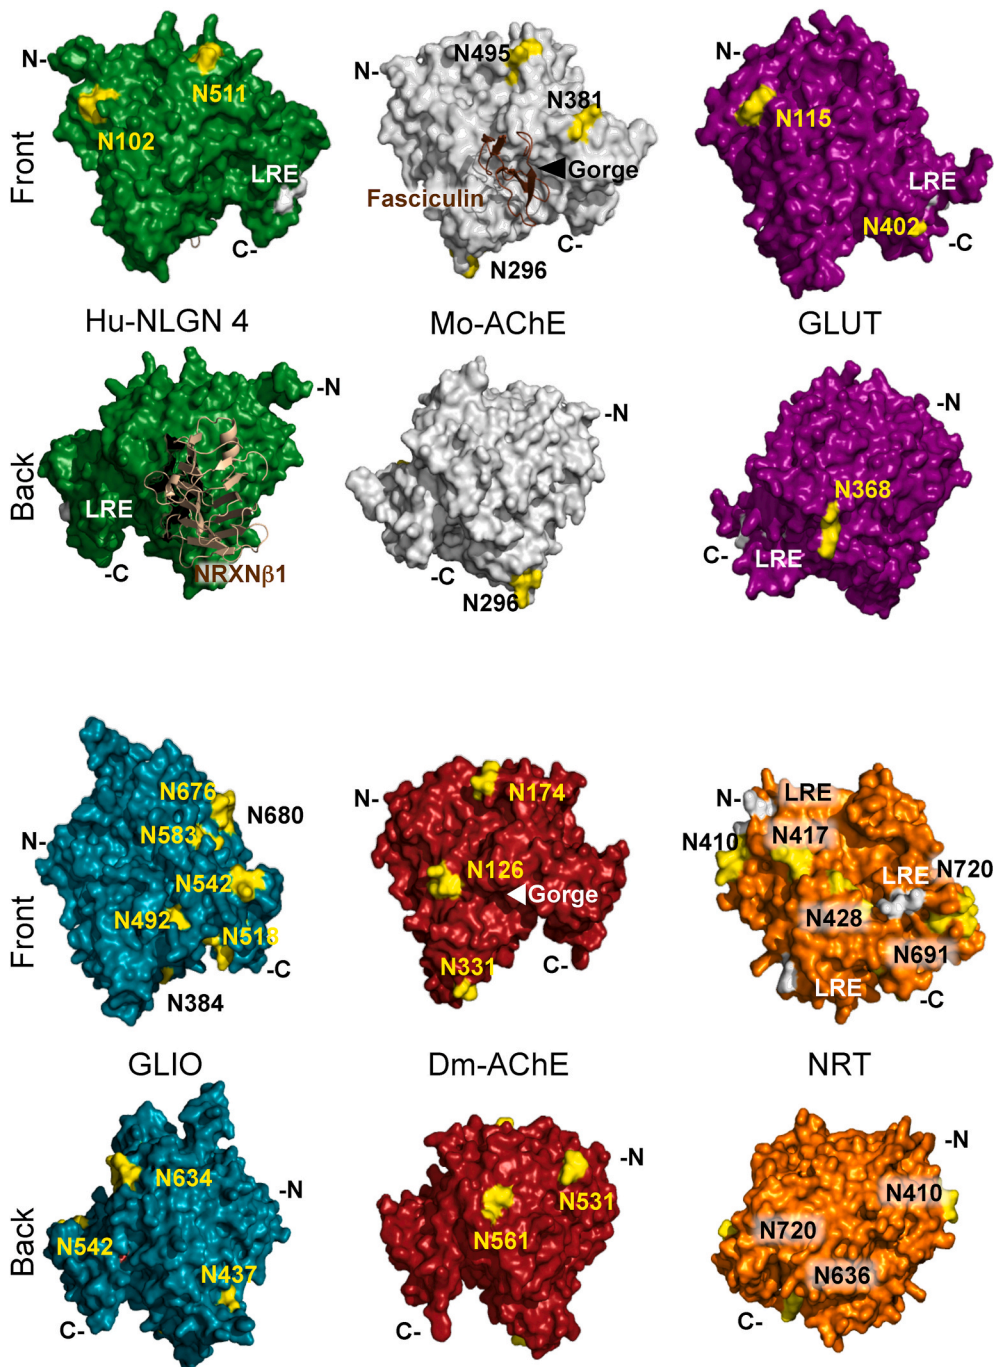 N-
N511
N102
LRE
C-
Front
Hu-NLGN 4
N495
N-
N381
Gorge
Fasciculin
C-
N296
Mo-AChE
N115
LRE
N402
-C
GLUT
-N
Back
LRE
-C
NRXNβ1
-N
-C
N296
-N
N368
C-
LRE
N676
N680
N-
N583
N542
N492
N518
-C
N384
Front
GLIO
N-
N174
N126
Gorge
N331
C-
Dm-AChE
N-
LRE
N410
N417
N720
LRE
N428
N691
LRE
-C
NRT
N634
-N
N542
N437
C-
Back
-N
N531
N561
-N
N410
N720
N636
C-